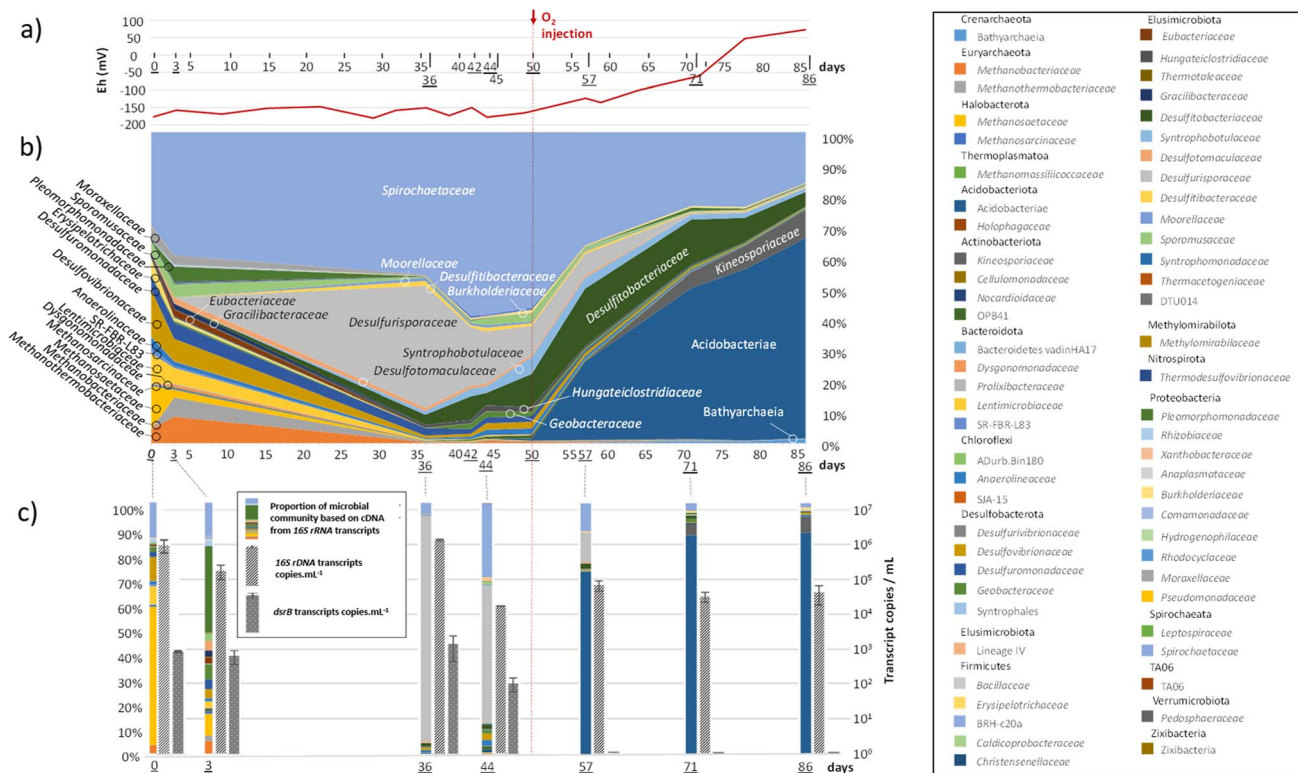 a)
O₂
injection
Eh (mV)
100
50
0
-50
-100
-150
-200
0 3 5 10 15 20 25 30 35 36 40 42 44 45 50 55 57 60 65 70 71 75 80 85 86 days
b)
Moraxellaceae
Sporomusaceae
Pleomorphomonadaceae
Erysipelotrichaceae
Desulfuromonadaceae
Desulfovibrionaceae
Anaerolinaceae
SR-FBR-L83
Lentimicrobiaceae
Dysgonomonadaceae
Methanosarcinaceae
Methanosaetaceae
Methanobacteriaceae
Methanothermobacteriaceae
Spirochaetaceae
Moorellaceae
Desulfitibacteraceae
Burkholderiaceae
Eubacteriaceae
Gracilibacteraceae
Desulfurisporaceae
Syntrophobotulaceae
Desulfotomaculaceae
Desulfitobacteriaceae
Kineosporiaceae
Acidobacteriae
Hungateiclostridiaceae
Geobacteraceae
Bathyarchaeia
100%
90%
80%
70%
60%
50%
40%
30%
20%
10%
0%
0 3 5 10 15 20 25 30 35 36 40 42 44 45 50 55 57 60 65 70 71 75 80 85 86 days
c)
100%
90%
80%
70%
60%
50%
40%
30%
20%
10%
0%
Proportion of microbial
community based on cDNA
from 16S rRNA transcripts
16S rDNA transcripts
copies.mL⁻¹
dsrB transcripts copies.mL⁻¹
10⁷
10⁶
10⁵
10⁴
10³
10²
10¹
10⁰
Transcript copies / mL
0 3 36 44 57 71 86 days
Crenarchaeota
Bathyarchaeia
Euryarchaeota
Methanobacteriaceae
Methanothermobacteriaceae
Halobacterota
Methanosaetaceae
Methanosarcinaceae
Thermoplasmatoa
Methanomassiliicoccaceae
Acidobacteriota
Acidobacteriae
Holophagaceae
Actinobacteriota
Kineosporiaceae
Cellulomonadaceae
Nocardioidaceae
OPB41
Bacteroidota
Bacteroidetes vadinHA17
Dysgonomonadaceae
Prolixibacteraceae
Lentimicrobiaceae
SR-FBR-L83
Chloroflexi
ADurb.Bin180
Anaerolineaceae
SJA-15
Desulfobacterota
Desulfurivibrionaceae
Desulfovibrionaceae
Desulfuromonadaceae
Geobacteraceae
Syntrophales
Elusimicrobiota
Lineage IV
Firmicutes
Bacillaceae
Erysipelotrichaceae
BRH-c20a
Caldicoprobacteraceae
Christensenellaceae
Elusimicrobiota
Eubacteriaceae
Hungateiclostridiaceae
Thermotaleaceae
Gracilibacteraceae
Desulfitobacteriaceae
Syntrophobotulaceae
Desulfotomaculaceae
Desulfurisporaceae
Desulfitibacteraceae
Moorellaceae
Sporomusaceae
Syntrophomonadaceae
Thermacetogeniaceae
DTU014
Methylomirabilota
Methylomirabilaceae
Nitrospirota
Thermodesulfovibrionaceae
Proteobacteria
Pleomorphomonadaceae
Rhizobiaceae
Xanthobacteraceae
Anaplasmataceae
Burkholderiaceae
Comamonadaceae
Hydrogenophilaceae
Rhodocyclaceae
Moraxellaceae
Pseudomonadaceae
Spirochaeata
Leptospiraceae
Spirochaetaceae
TA06
TA06
Verrumicrobiota
Pedosphaeraceae
Zixibacteria
Zixibacteria